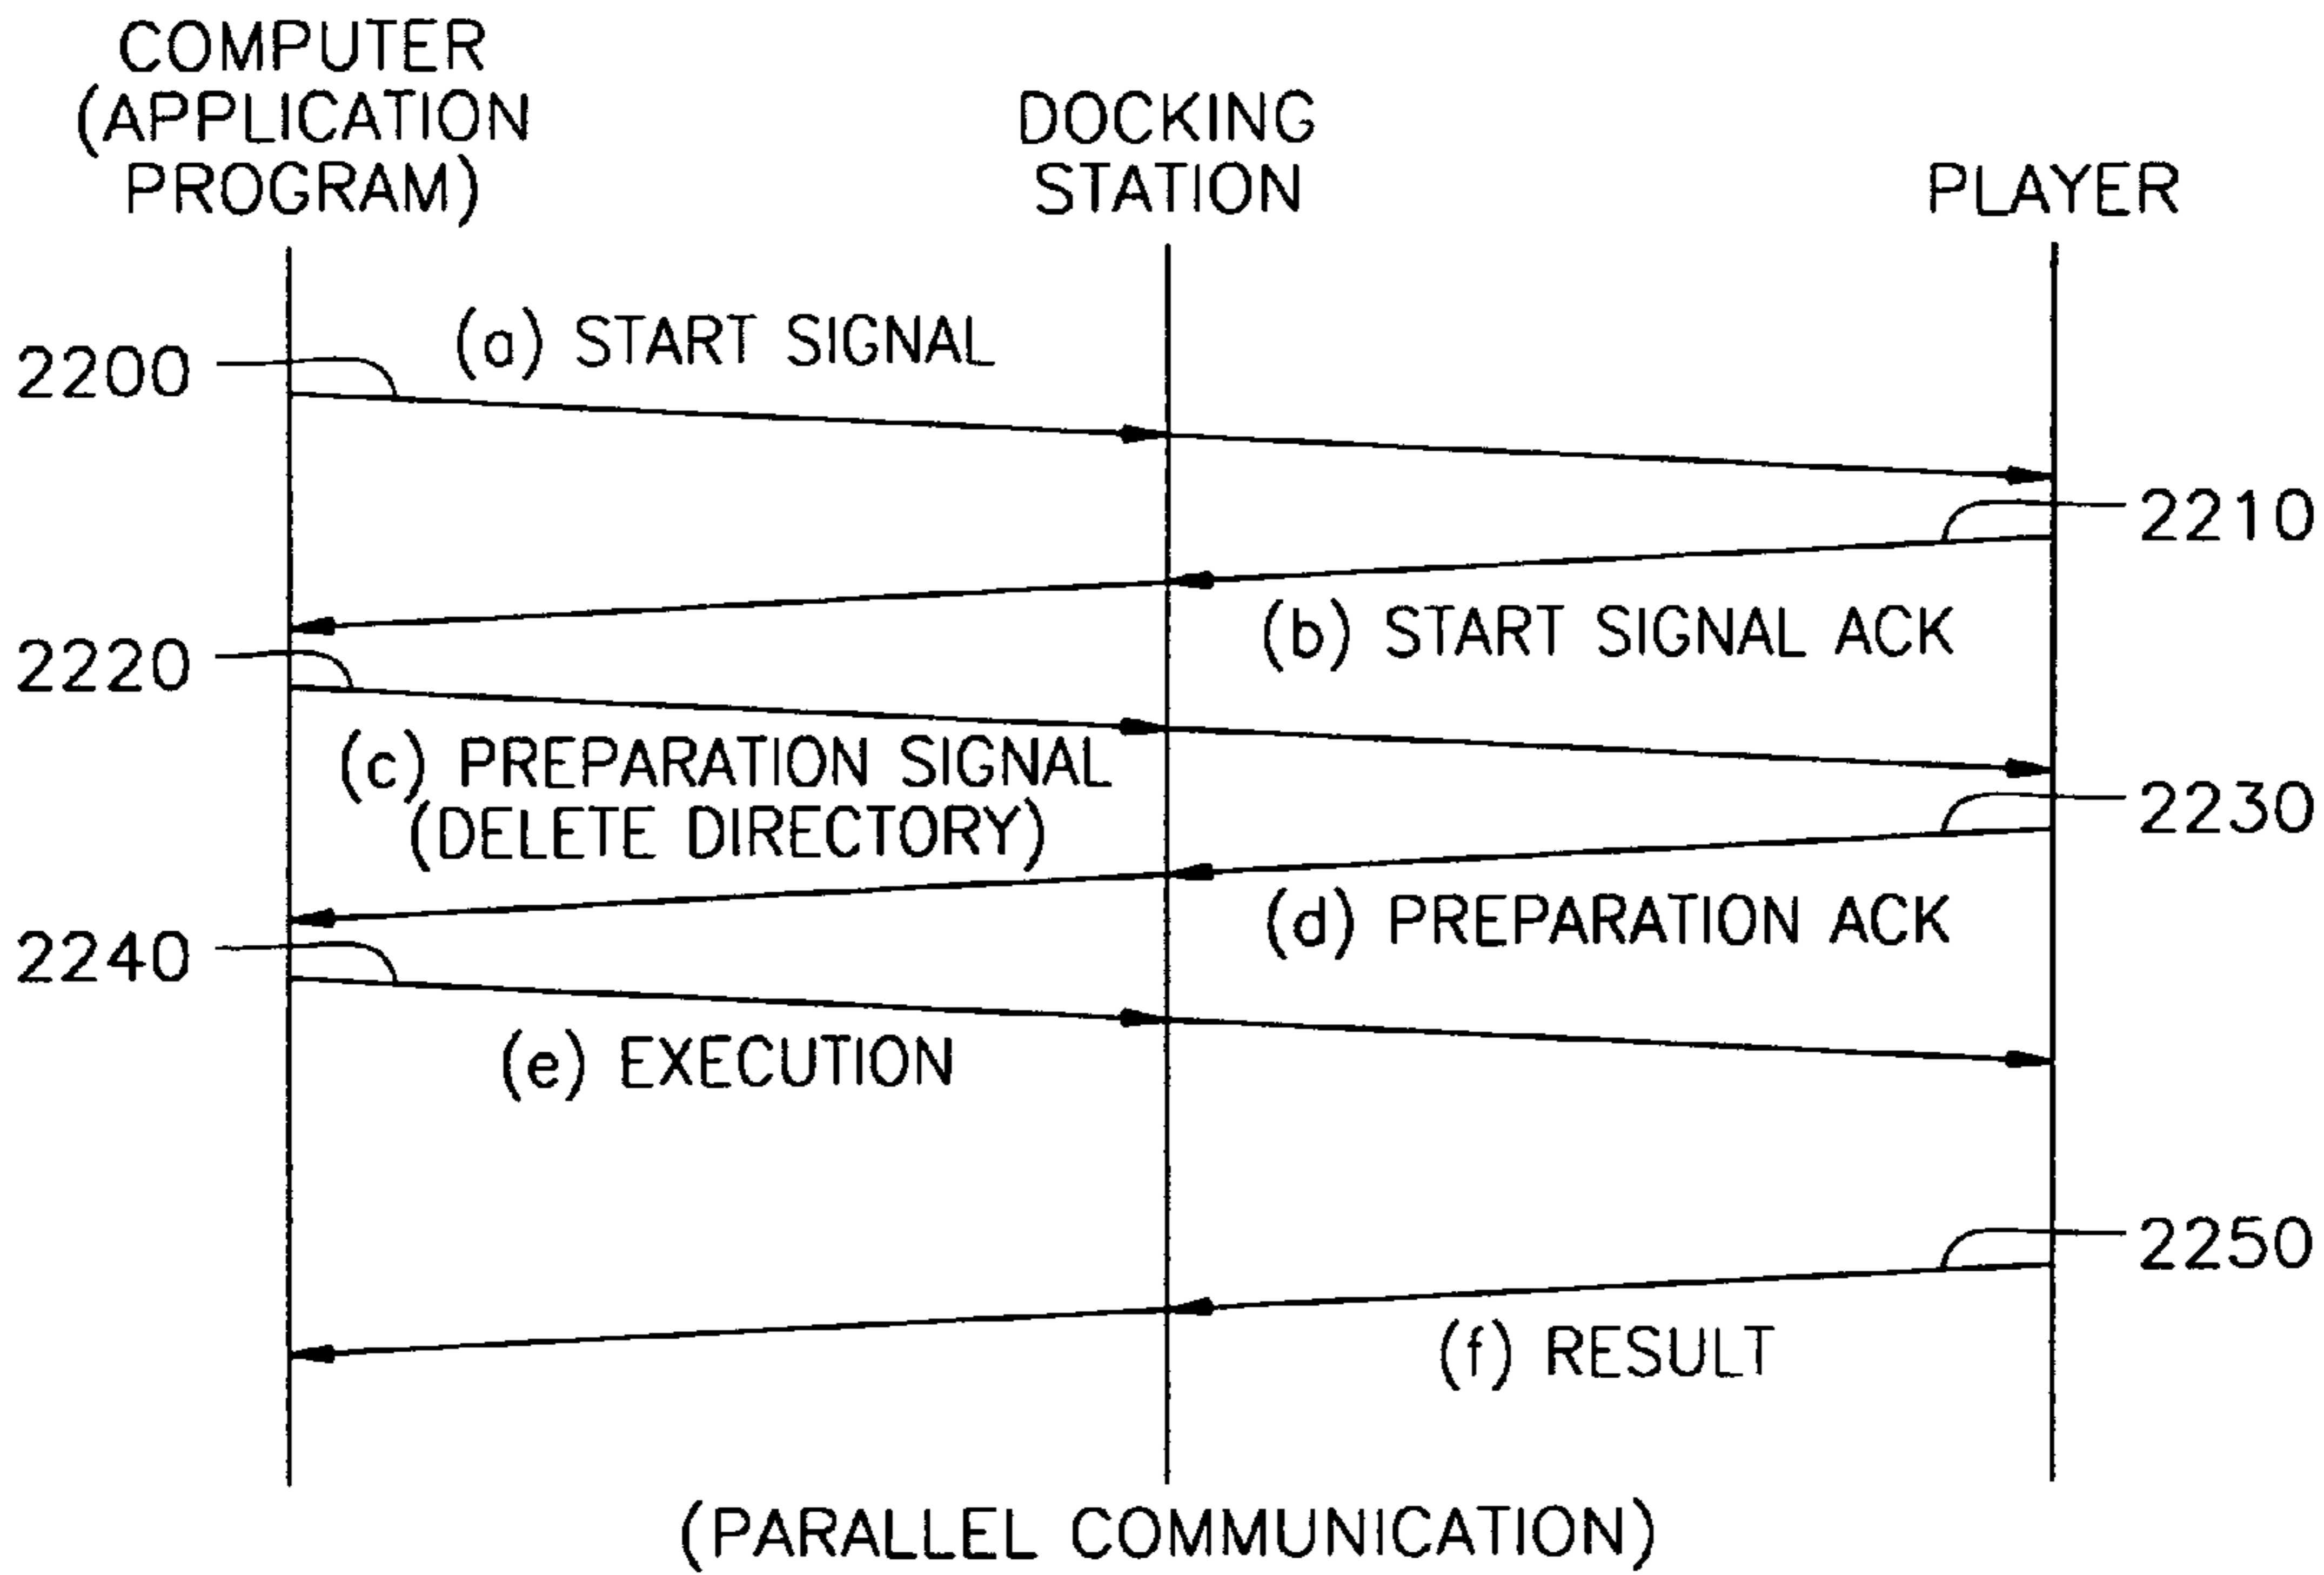 COMPUTER
(APPLICATION
PROGRAM)
DOCKING
STATION
PLAYER
(a) START SIGNAL
2200
2210
(b) START SIGNAL ACK
2220
(c) PREPARATION SIGNAL
(DELETE DIRECTORY)
2230
(d) PREPARATION ACK
2240
(e) EXECUTION
2250
(f) RESULT
(PARALLEL COMMUNICATION)